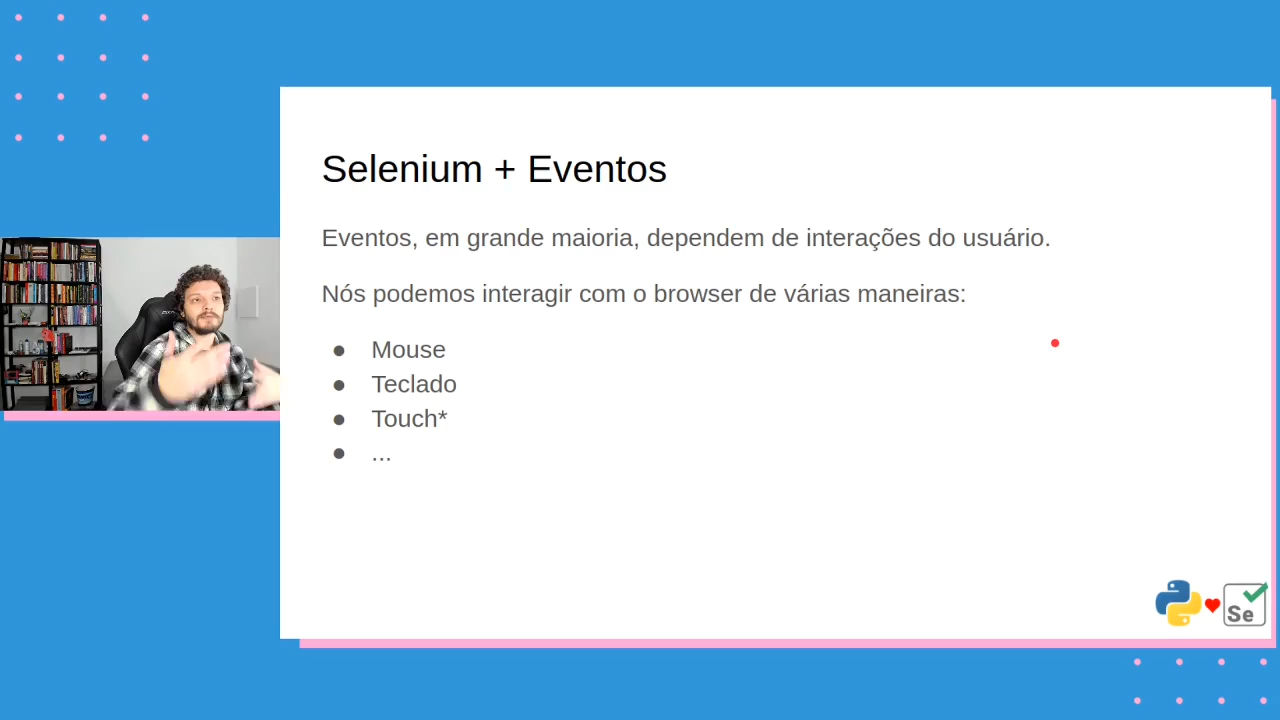 Selenium + Eventos
Eventos, em grande maioria, dependem de interações do usuário.
Nós podemos interagir com o browser de várias maneiras:
● Mouse
● Teclado
● Touch*
● ...
Se